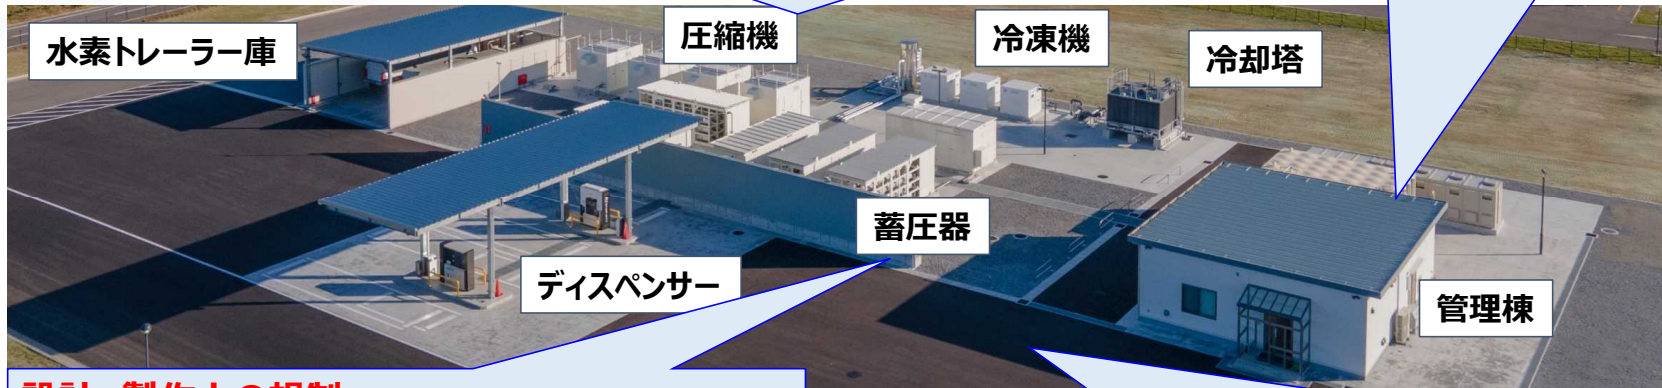 水素トレーラー庫
圧縮機
冷凍機
冷却塔
蓄圧器
ディスペンサー
管理棟
設計・製作上の規制